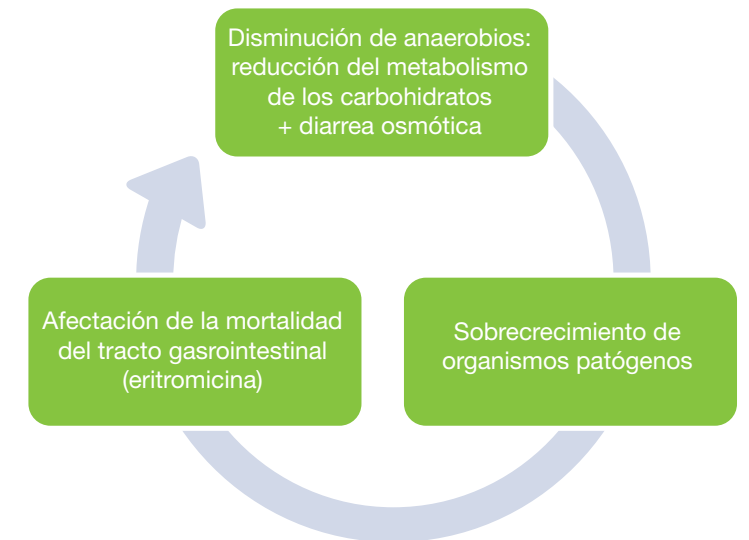 Disminución de anaerobios:
reducción del metabolismo
de los carbohidratos
+ diarrea osmótica
Sobrecrecimiento de
organismos patógenos
Afectación de la mortalidad
del tracto gasrointestinal
(eritromicina)